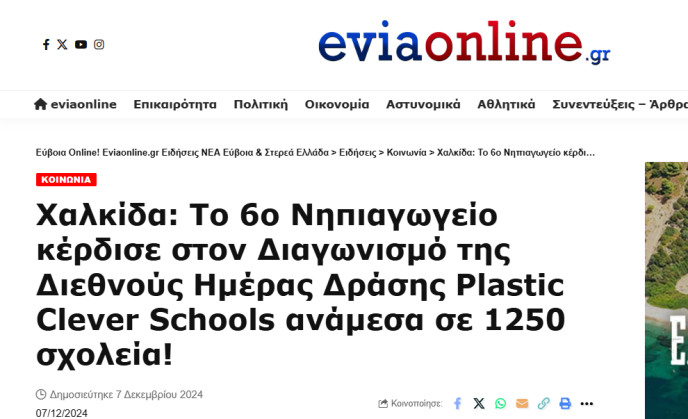 eviaonline.gr
eviaonline Επικαιρότητα Πολιτική Οικονομία Αστυνομικά Αθλητικά Συνεντεύξεις – Άρθρα
Εύβοια Online! Eviaonline.gr Ειδήσεις ΝΕΑ Εύβοια & Στερεά Ελλάδα > Ειδήσεις > Κοινωνία > Χαλκίδα: Το 6ο Νηπιαγωγείο κέρδι...
ΚΟΙΝΩΝΙΑ
Χαλκίδα: Το 6ο Νηπιαγωγείο
κέρδισε στον Διαγωνισμό της
Διεθνούς Ημέρας Δράσης Plastic
Clever Schools ανάμεσα σε 1250
σχολεία!
Δημοσιεύτηκε 7 Δεκεμβρίου 2024
07/12/2024
Κοινοποίησε: